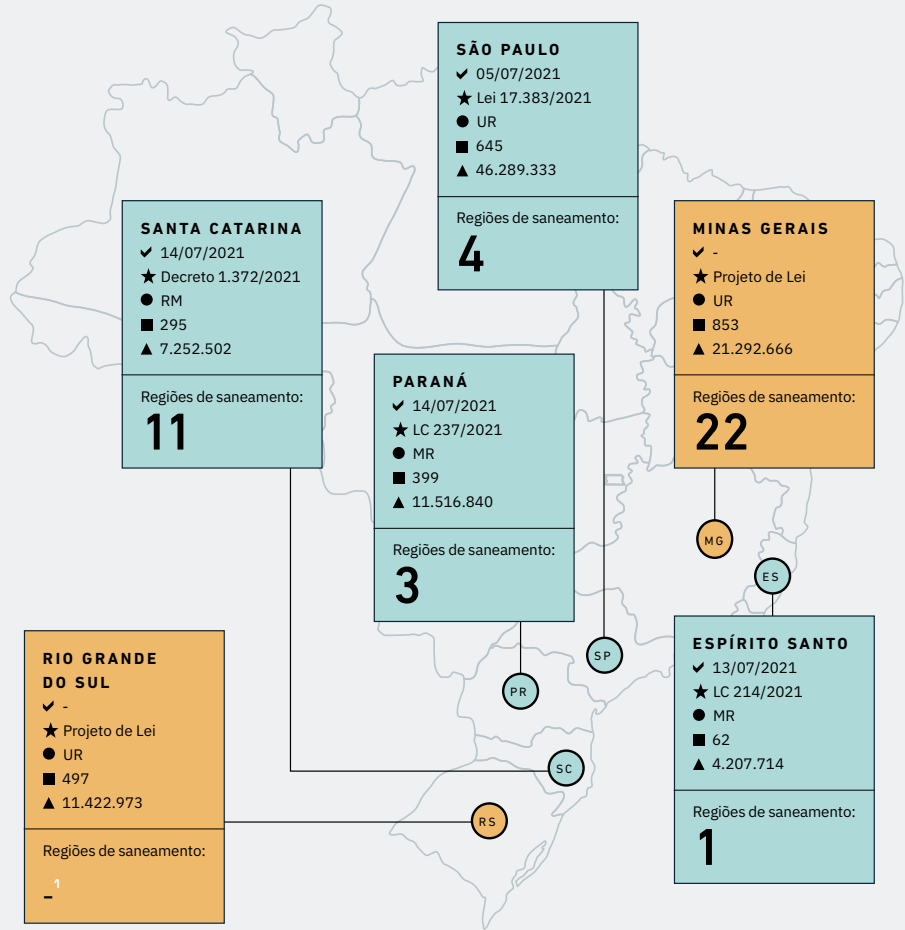 SÃO PAULO
✔ 05/07/2021
★ Lei 17.383/2021
● UR
■ 645
▲ 46.289.333
Regiões de saneamento:
4
SANTA CATARINA
✔ 14/07/2021
★ Decreto 1.372/2021
● RM
■ 295
▲ 7.252.502
Regiões de saneamento:
11
MINAS GERAIS
✔ -
★ Projeto de Lei
● UR
■ 853
▲ 21.292.666
Regiões de saneamento:
22
PARANÁ
✔ 14/07/2021
★ LC 237/2021
● MR
■ 399
▲ 11.516.840
Regiões de saneamento:
3
MG
ES
SP
PR
SC
RS
RIO GRANDE
DO SUL
✔ -
★ Projeto de Lei
● UR
■ 497
▲ 11.422.973
Regiões de saneamento:
-¹
ESPÍRITO SANTO
✔ 13/07/2021
★ LC 214/2021
● MR
■ 62
▲ 4.207.714
Regiões de saneamento:
1